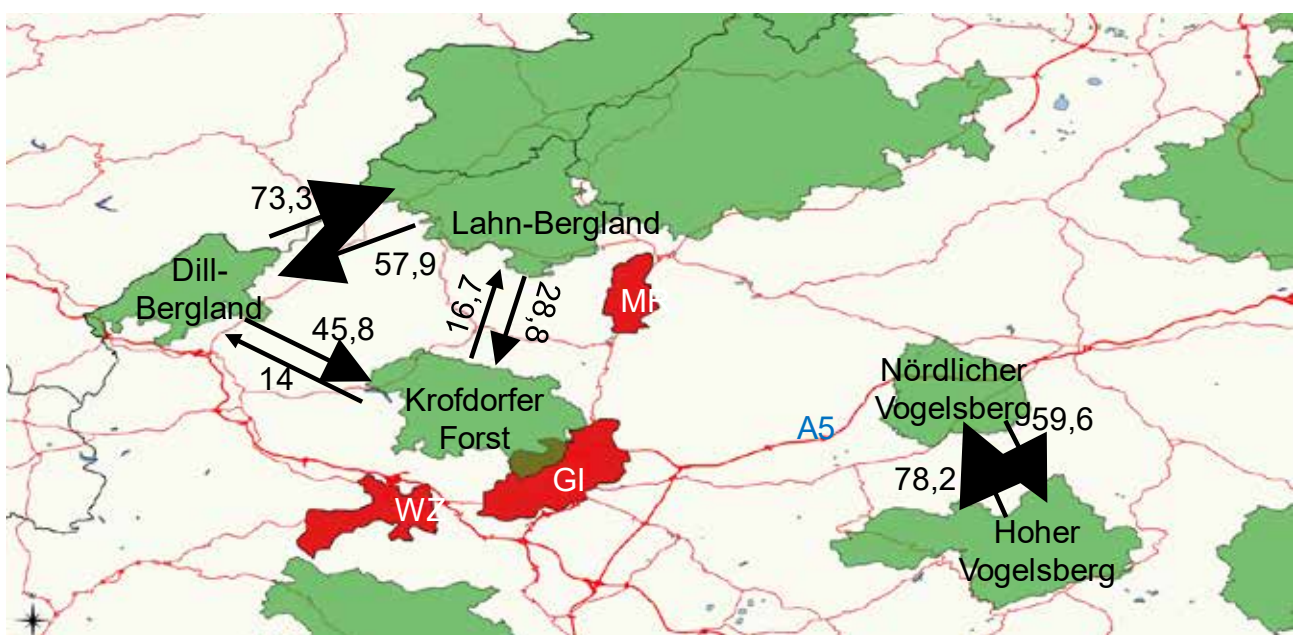 73,3
Lahn-Bergland
57,9
Dill-
Bergland
16,7
28,8
MR
45,8
14
Krofdorfer
Forst
Nördlicher
Vogelsberg
59,6
A5
78,2
GI
WZ
Hoher
Vogelsberg